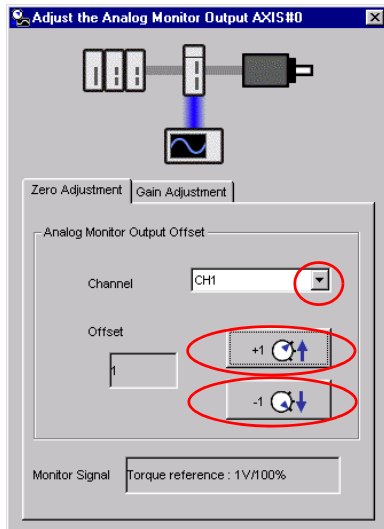 Adjust the Analog Monitor Output AXIS#0
Zero Adjustment
Gain Adjustment
Analog Monitor Output Offset
Channel
CH1
Offset
+1
1
-1
Monitor Signal
Torque reference : 1V/100%